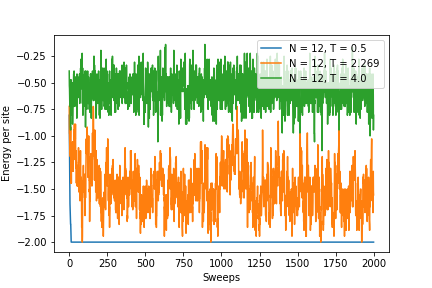 N = 12, T = 0.5
N = 12, T = 2.269
N = 12, T = 4.0
Energy per site
−0.25
−0.50
−0.75
−1.00
−1.25
−1.50
−1.75
−2.00
0 250 500 750 1000 1250 1500 1750 2000
Sweeps